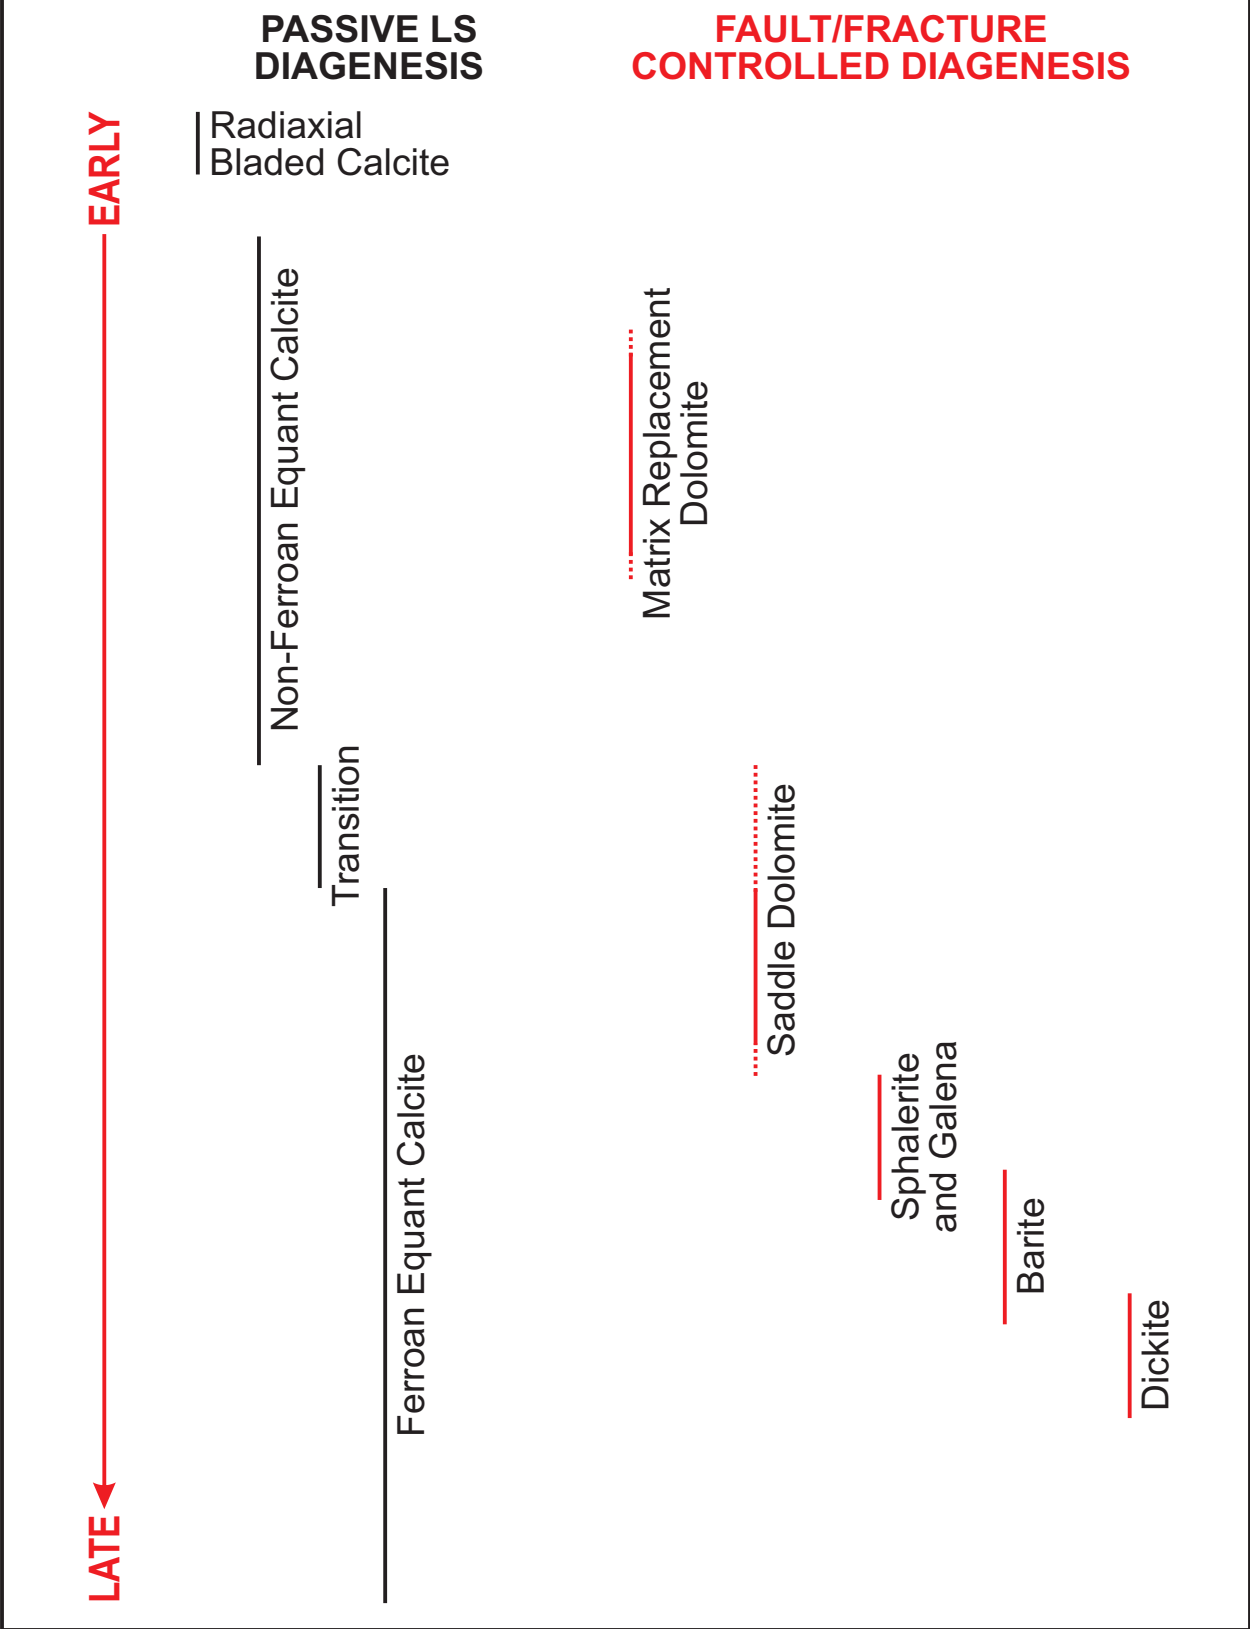 PASSIVE LS
DIAGENESIS
FAULT/FRACTURE
CONTROLLED DIAGENESIS
EARLY
LATE
Radiaxial
Bladed Calcite
Non-Ferroan Equant Calcite
Transition
Ferroan Equant Calcite
Matrix Replacement
Dolomite
Saddle Dolomite
Sphalerite
and Galena
Barite
Dickite